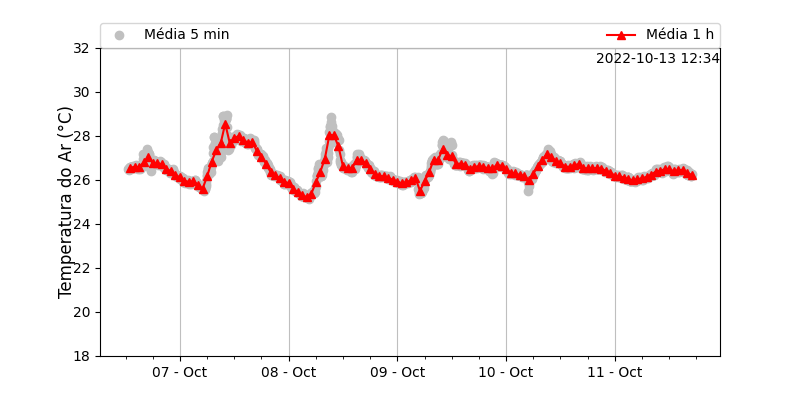 Média 5 min
Média 1 h
2022-10-13 12:34
Temperatura do Ar (°C)
32
30
28
26
24
22
20
18
07 - Oct
08 - Oct
09 - Oct
10 - Oct
11 - Oct